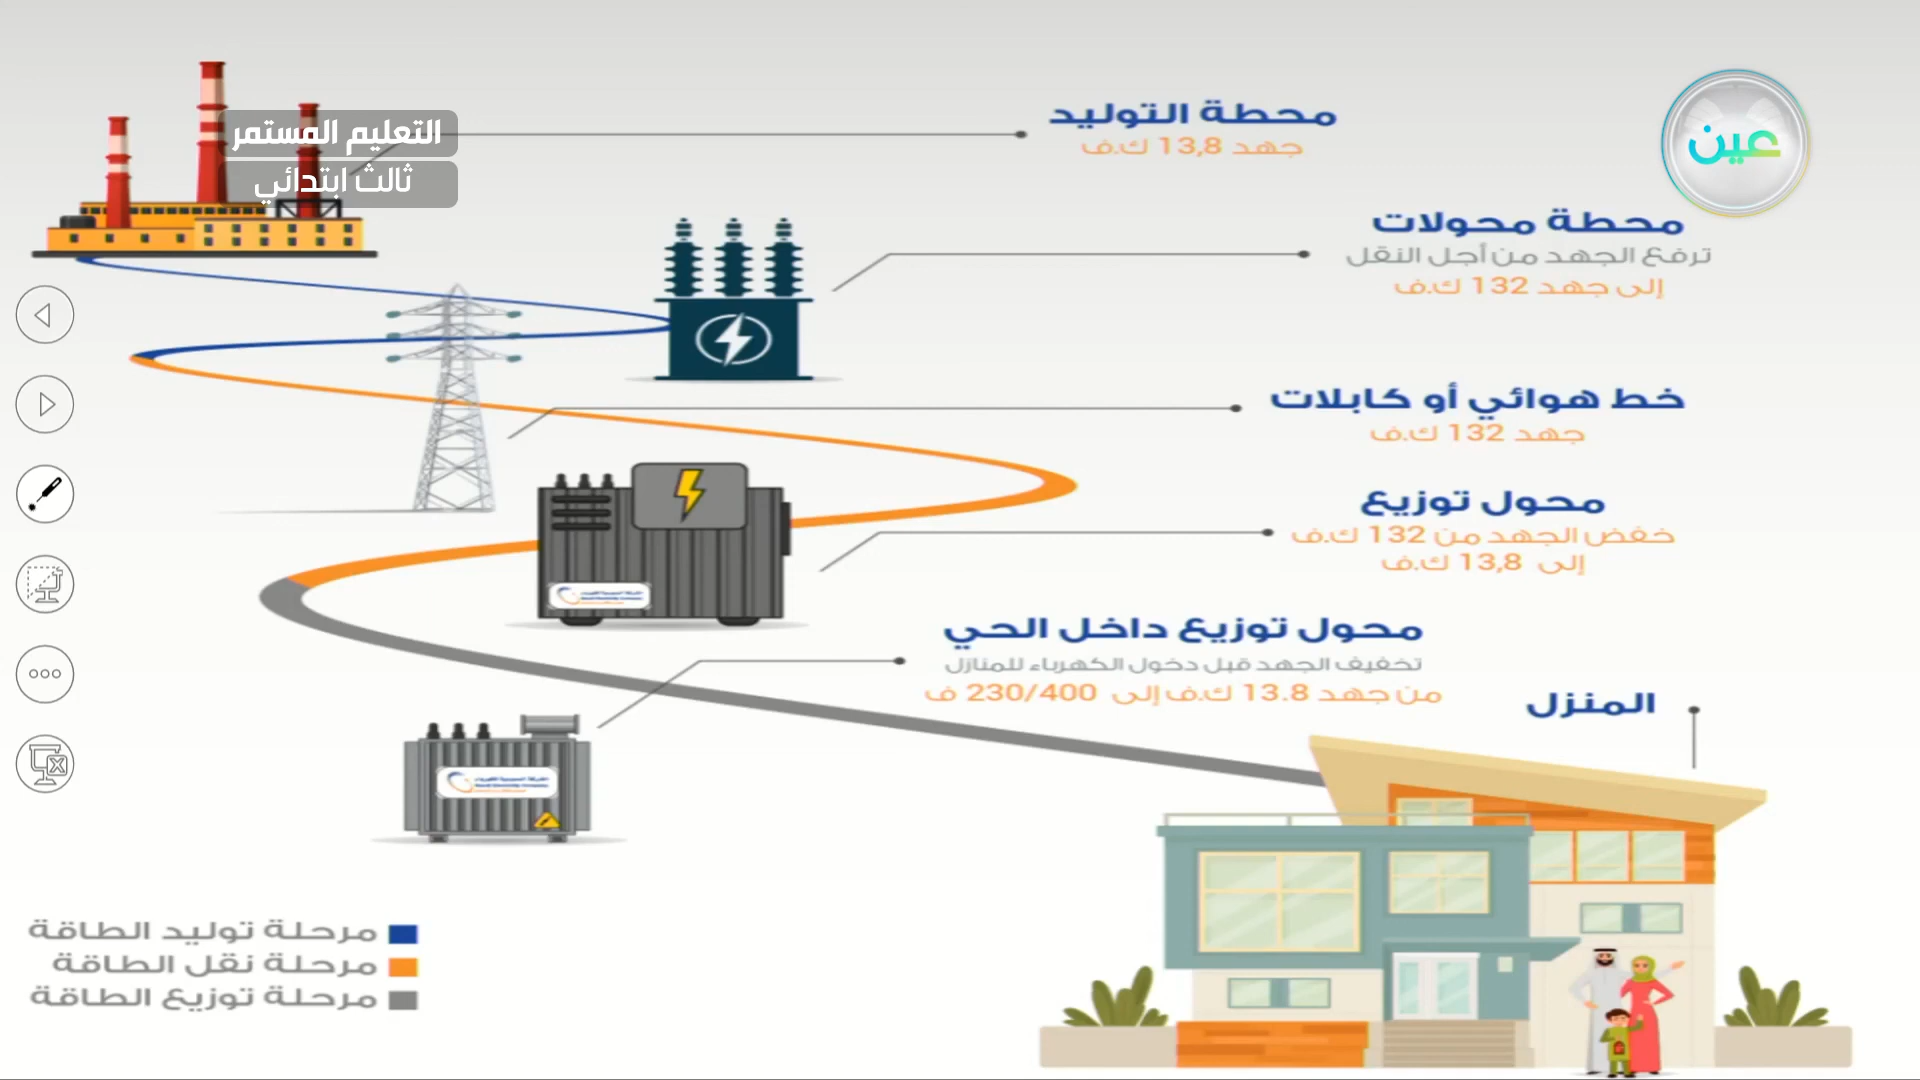 التعليم المستمر
ثالث ابتدائي
عين
محطة التوليد
جهد 13,8 ك.ف
محطة محولات
ترفع الجهد من أجل النقل
إلى جهد 132 ك.ف
خط هوائي أو كابلات
جهد 132 ك.ف
محول توزيع
خفض الجهد من 132 ك.ف
إلى 13,8 ك.ف
محول توزيع داخل الحي
تخفيف الجهد قبل دخول الكهرباء للمنازل
من جهد 13.8 ك.ف إلى 230/400 ف
المنزل
مرحلة توليد الطاقة
مرحلة نقل الطاقة
مرحلة توزيع الطاقة